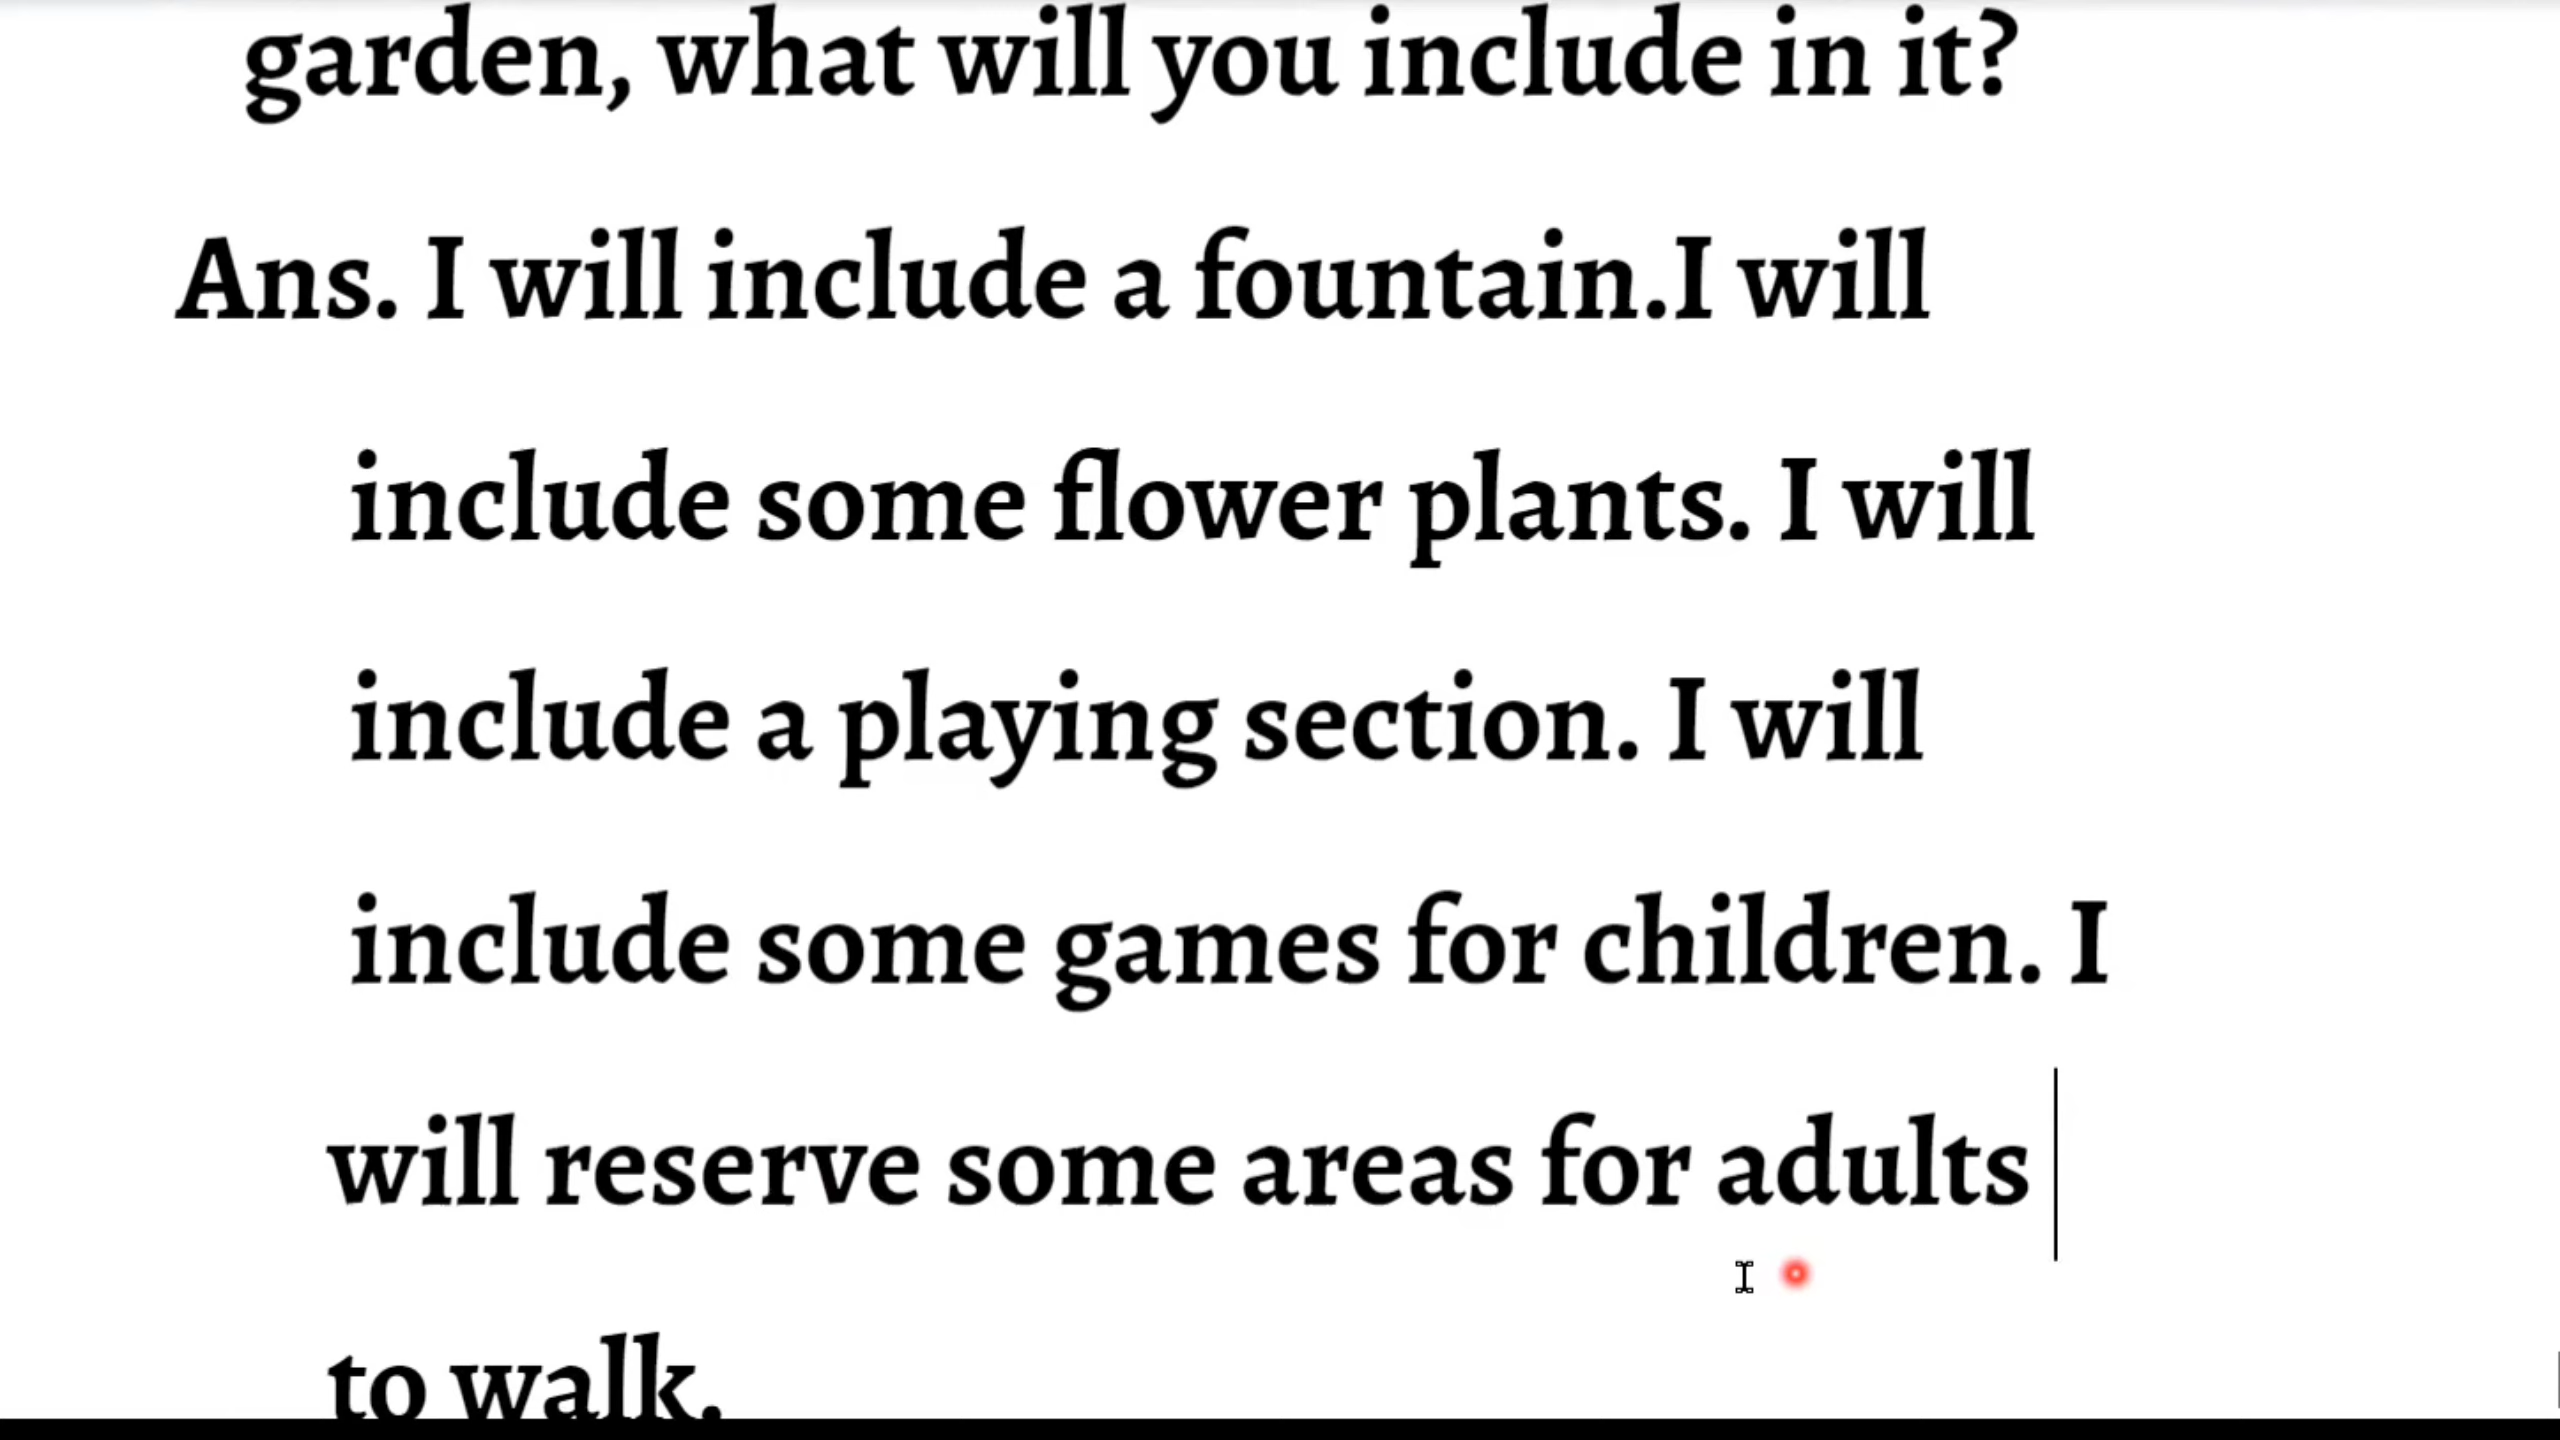 garden, what will you include in it?
Ans. I will include a fountain.I will
include some flower plants. I will
include a playing section. I will
include some games for children. I
will reserve some areas for adults
to walk.